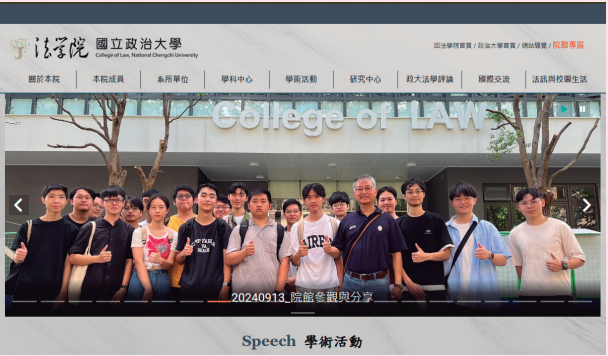 法學院 國立政治大學
College of Law, National Chengchi University
回法學院首頁 / 政治大學首頁 / 網站導覽 / 院館專區
關於本院 本院成員 系所單位 學科中心 學術活動 研究中心 政大法學評論 國際交流 法訊與校園生活
College of LAW
AIRE
20240913_院館參觀與分享
Speech 學術活動